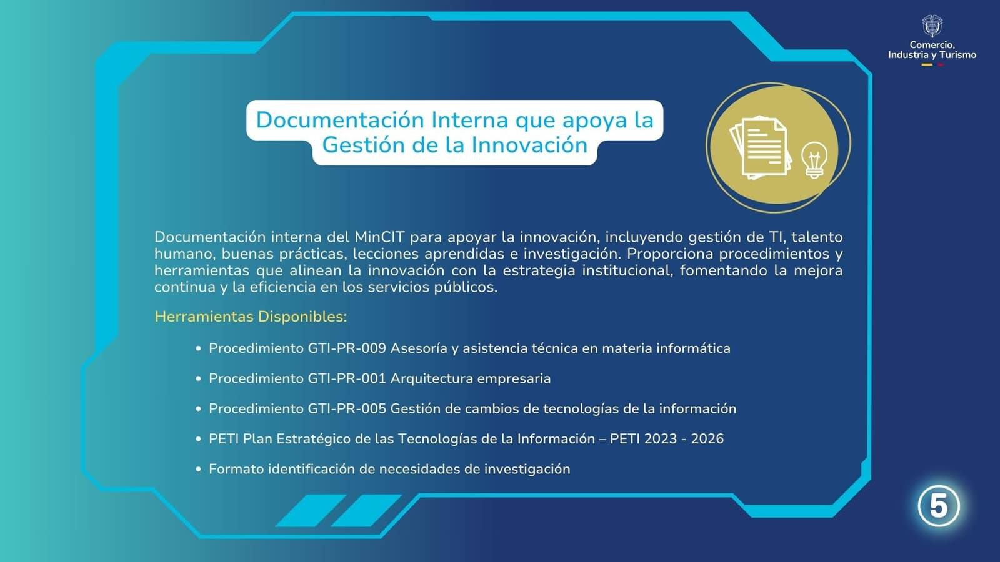 Comercio,
Industria y Turismo
Documentación Interna que apoya la
Gestión de la Innovación
Documentación interna del MinCIT para apoyar la innovación, incluyendo gestión de TI, talento
humano, buenas prácticas, lecciones aprendidas e investigación. Proporciona procedimientos y
herramientas que alinean la innovación con la estrategia institucional, fomentando la mejora
continua y la eficiencia en los servicios públicos.
Herramientas Disponibles:
• Procedimiento GTI-PR-009 Asesoría y asistencia técnica en materia informática
• Procedimiento GTI-PR-001 Arquitectura empresaria
• Procedimiento GTI-PR-005 Gestión de cambios de tecnologías de la información
• PETI Plan Estratégico de las Tecnologías de la Información – PETI 2023 - 2026
• Formato identificación de necesidades de investigación
5